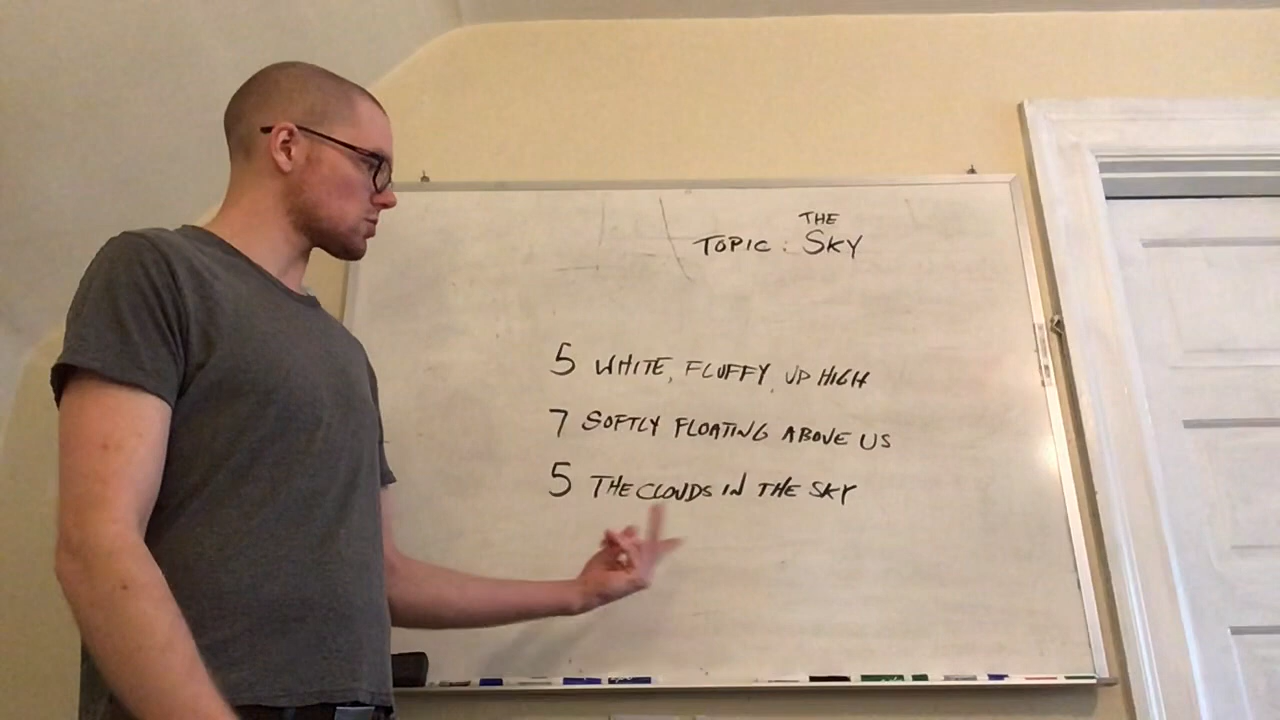 THE
TOPIC: SKY
5 WHITE, FLUFFY, UP HIGH
7 SOFTLY FLOATING ABOVE US
5 THE CLOUDS IN THE SKY